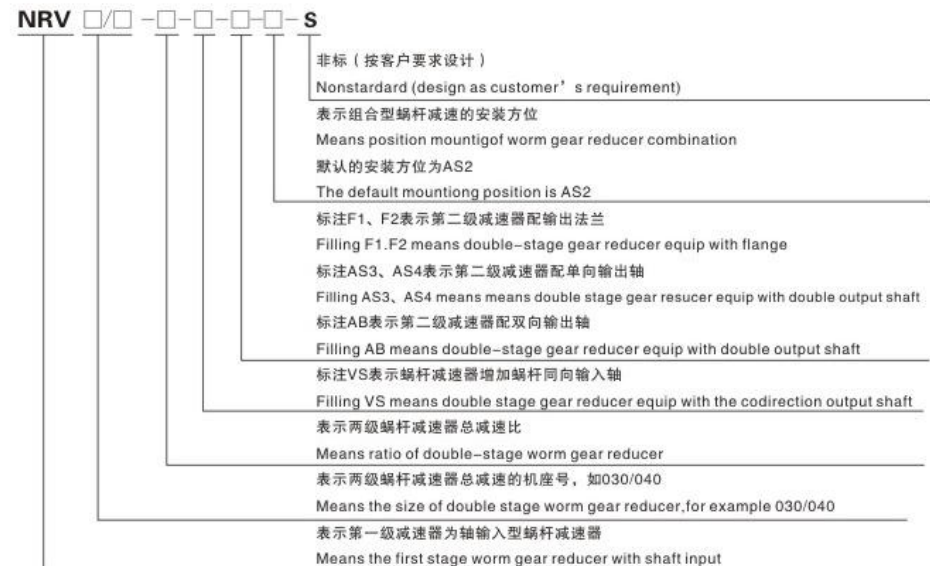 NRV □/□ -□-□-□-□-S
非标（按客户要求设计）
Nonstandard (design as customer’s requirement)
表示组合型蜗杆减速的安装方位
Means position mountigof worm gear reducer combination
默认的安装方位为AS2
The default mountiong position is AS2
标注F1、F2表示第二级减速器配输出法兰
Filling F1.F2 means double-stage gear reducer equip with flange
标注AS3、AS4表示第二级减速器配单向输出轴
Filling AS3、AS4 means means double stage gear resucer equip with double output shaft
标注AB表示第二级减速器配双向输出轴
Filling AB means double-stage gear reducer equip with double output shaft
标注VS表示蜗杆减速器增加蜗杆同向输入轴
Filling VS means double stage gear reducer equip with the codirection output shaft
表示两级蜗杆减速器总减速比
Means ratio of double-stage worm gear reducer
表示两级蜗杆减速器总减速的机座号，如030/040
Means the size of double stage worm gear reducer,for example 030/040
表示第一级减速器为轴输入型蜗杆减速器
Means the first stage worm gear reducer with shaft input